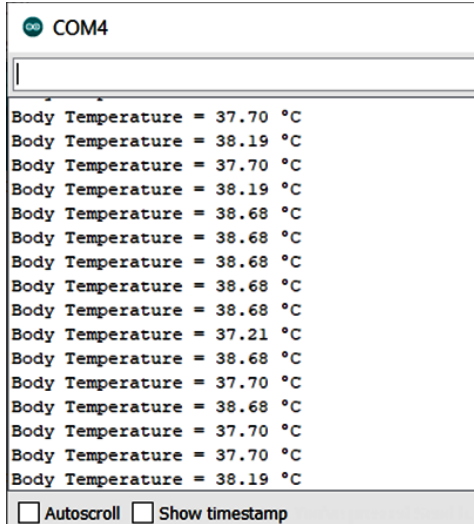 COM4
Body Temperature = 37.70 °C
Body Temperature = 38.19 °C
Body Temperature = 37.70 °C
Body Temperature = 38.19 °C
Body Temperature = 38.68 °C
Body Temperature = 38.68 °C
Body Temperature = 38.68 °C
Body Temperature = 38.68 °C
Body Temperature = 38.68 °C
Body Temperature = 37.21 °C
Body Temperature = 38.68 °C
Body Temperature = 37.70 °C
Body Temperature = 38.68 °C
Body Temperature = 37.70 °C
Body Temperature = 37.70 °C
Body Temperature = 38.19 °C
Autoscroll Show timestamp